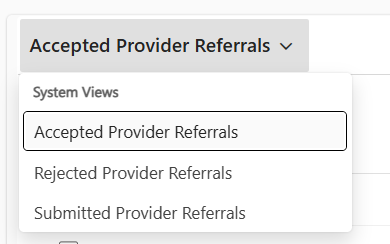 Accepted Provider Referrals
System Views
Accepted Provider Referrals
Rejected Provider Referrals
Submitted Provider Referrals